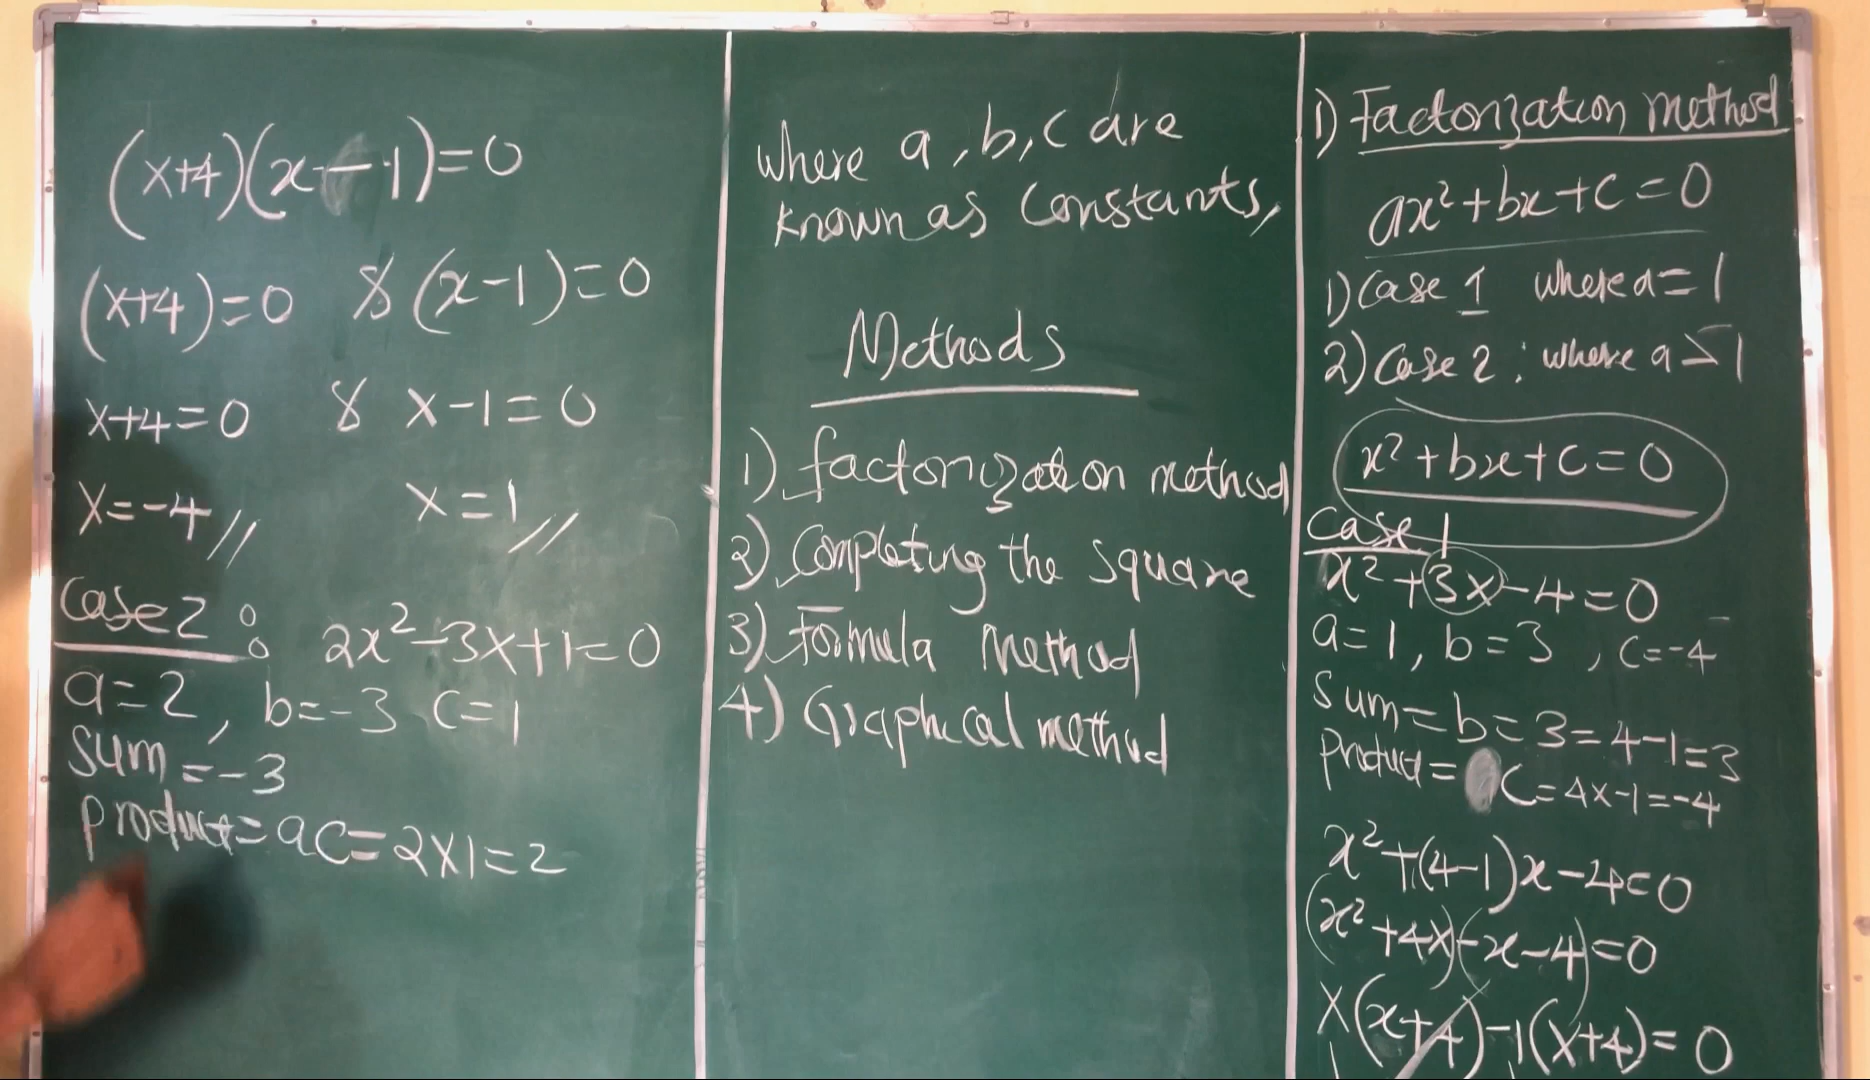 (x+4)(x-1)=0
(x+4)=0 & (x-1)=0
x+4=0 & x-1=0
x=-4// x=1//
Case 2: 2x²-3x+1=0
a=2, b=-3 c=1
Sum=-3
Product=ac=2x1=2
where a, b, c are
known as constants,
Methods
1) factorization method
2) Completing the square
3) Formula method
4) Graphical method
1) Factorization method
ax²+bx+c=0
1) Case 1 where a=1
2) Case 2: where a>1
x²+bx+c=0
Case 1
x²+3x-4=0
a=1, b=3, c=-4
Sum=b=3=4-1=3
Product= c=4x-1=-4
x²+(4-1)x-4=0
(x²+4x)(-x-4)=0
x(x+4)-1(x+4)=0